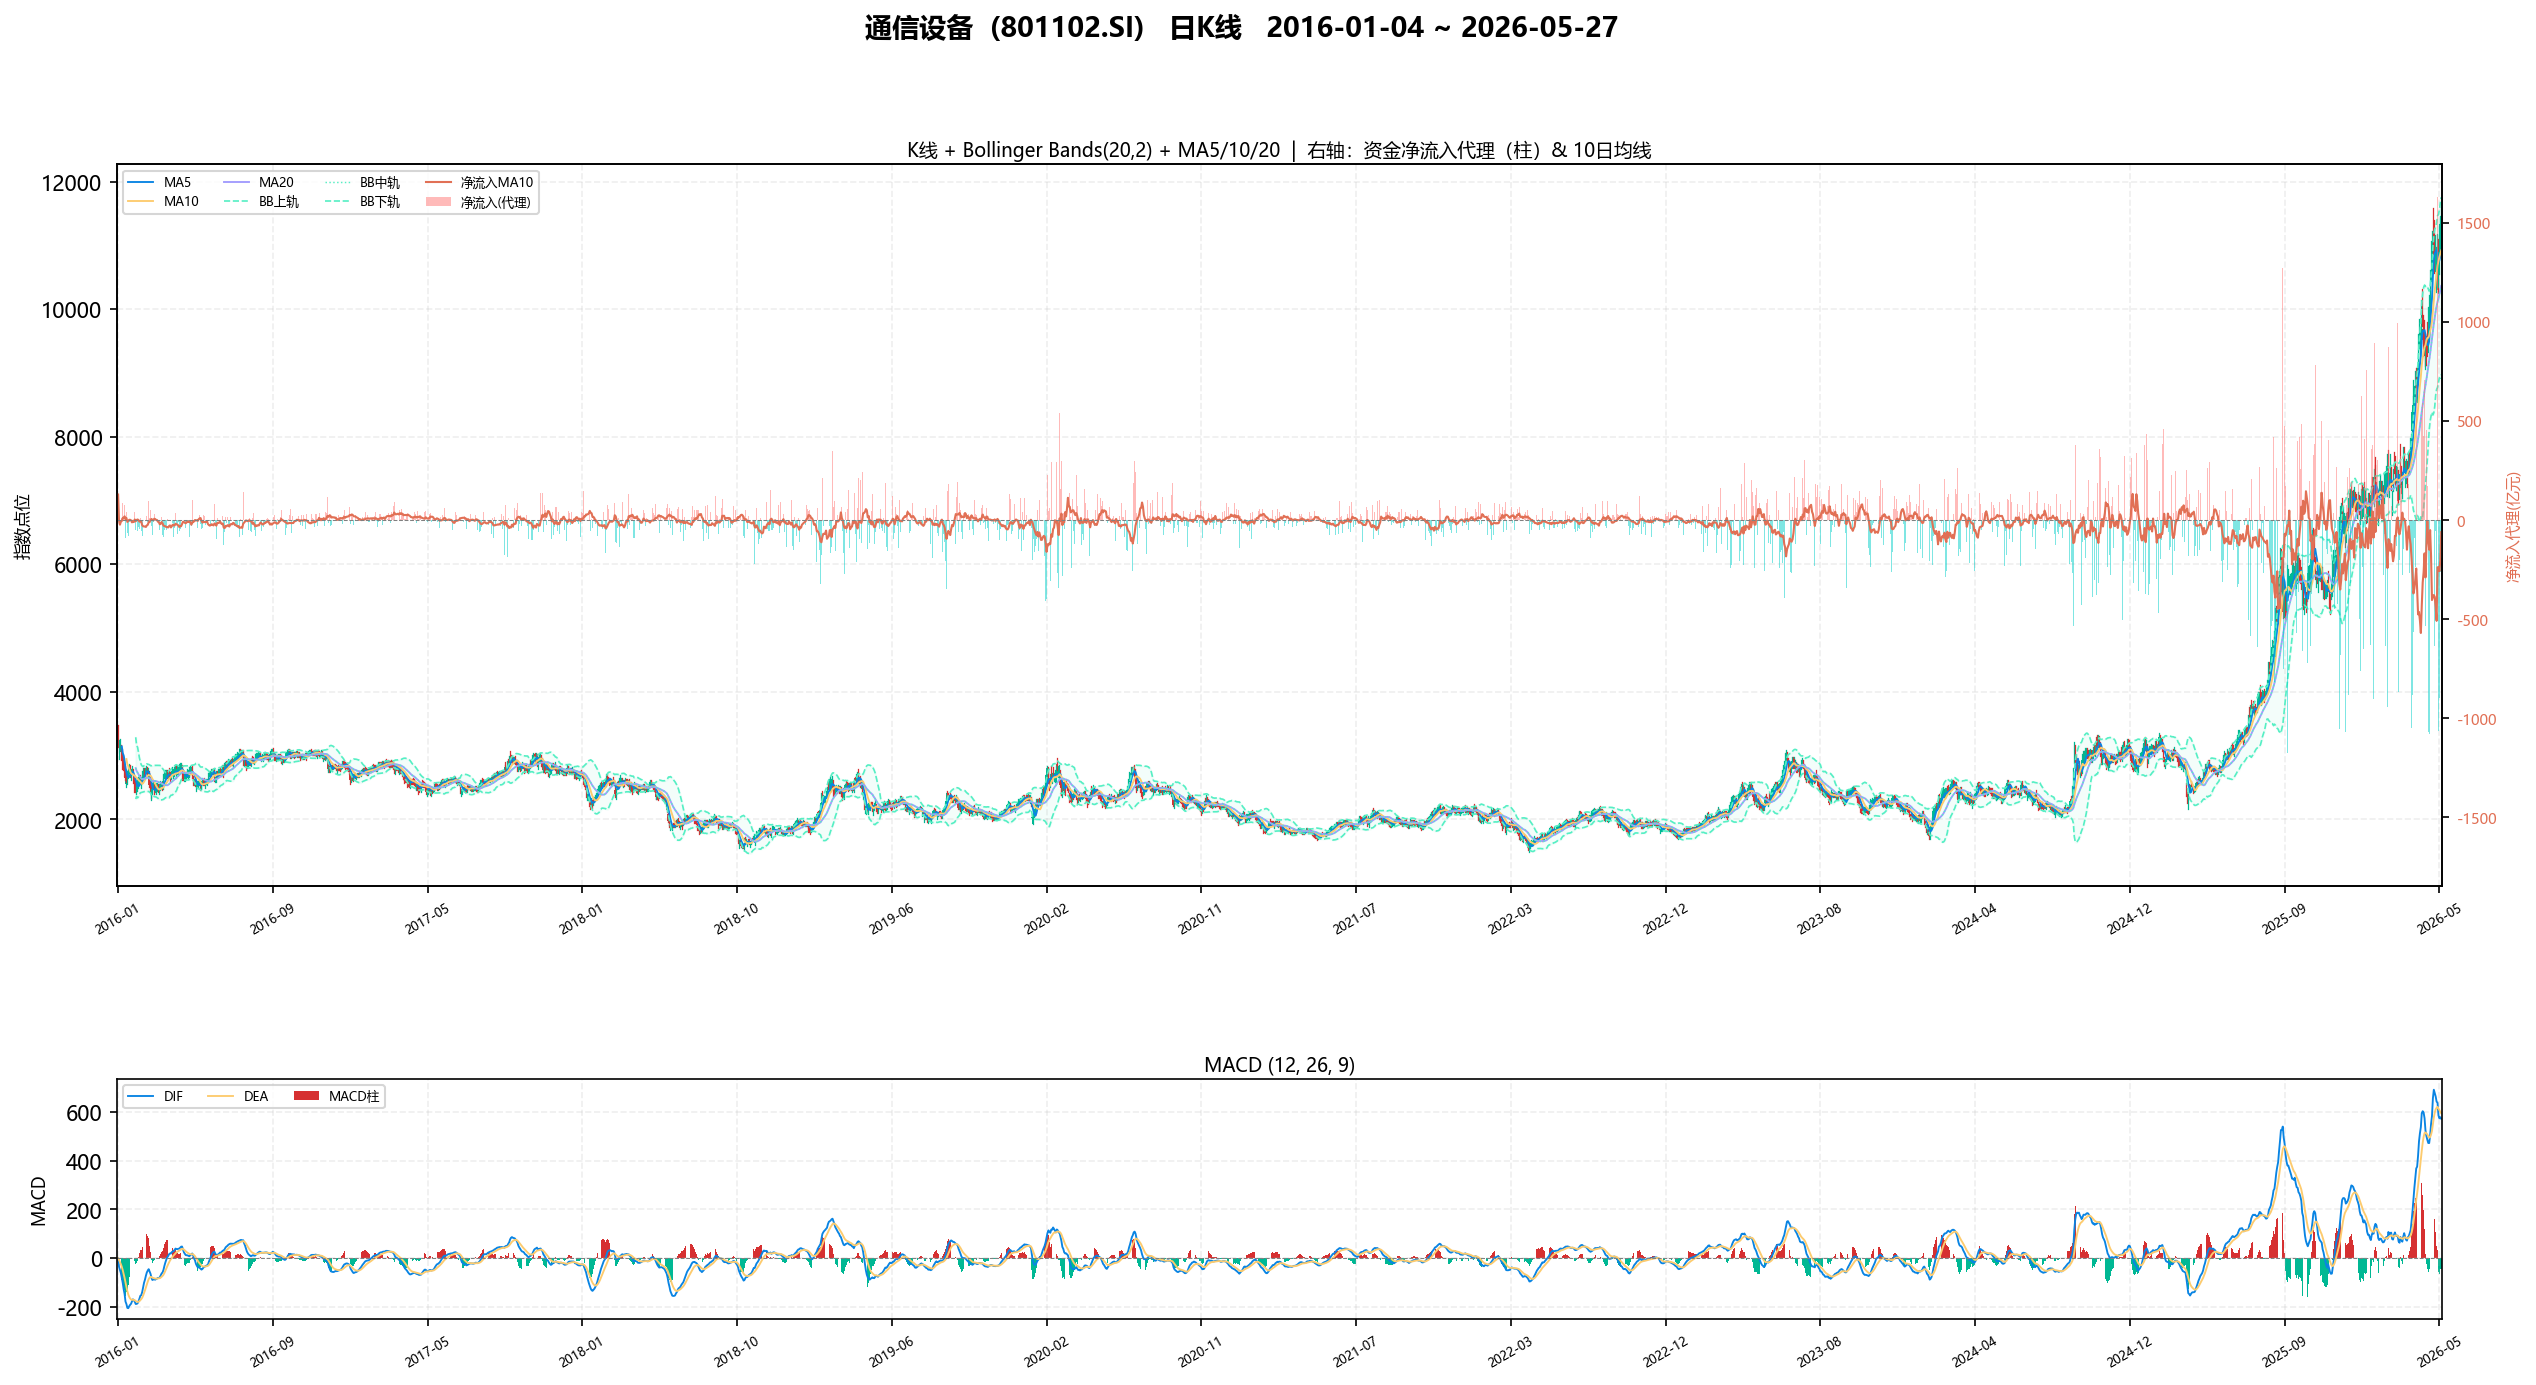 通信设备 (801102.SI) 日K线 2016-01-04 ~ 2026-05-27
K线 + Bollinger Bands(20,2) + MA5/10/20 | 右轴：资金净流入代理（柱）& 10日均线
MA5 MA20 BB中轨 净流入MA10
MA10 BB上轨 BB下轨 净流入(代理)
指数点位
12000
10000
8000
6000
4000
2000
1500
1000
500
0
-500
-1000
-1500
净流入代理(亿元)
2016-01 2016-09 2017-05 2018-01 2018-10 2019-06 2020-02 2020-11 2021-07 2022-03 2022-12 2023-08 2024-04 2024-12 2025-09 2026-05
MACD (12, 26, 9)
DIF DEA MACD柱
MACD
600
400
200
0
-200
2016-01 2016-09 2017-05 2018-01 2018-10 2019-06 2020-02 2020-11 2021-07 2022-03 2022-12 2023-08 2024-04 2024-12 2025-09 2026-05